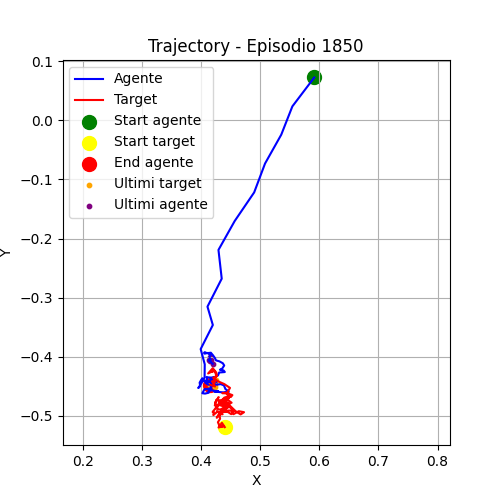 Trajectory - Episodio 1850
Agente
Target
Start agente
Start target
End agente
Ultimi target
Ultimi agente
0.1
0.0
−0.1
−0.2
−0.3
−0.4
−0.5
Y
0.2 0.3 0.4 0.5 0.6 0.7 0.8
X